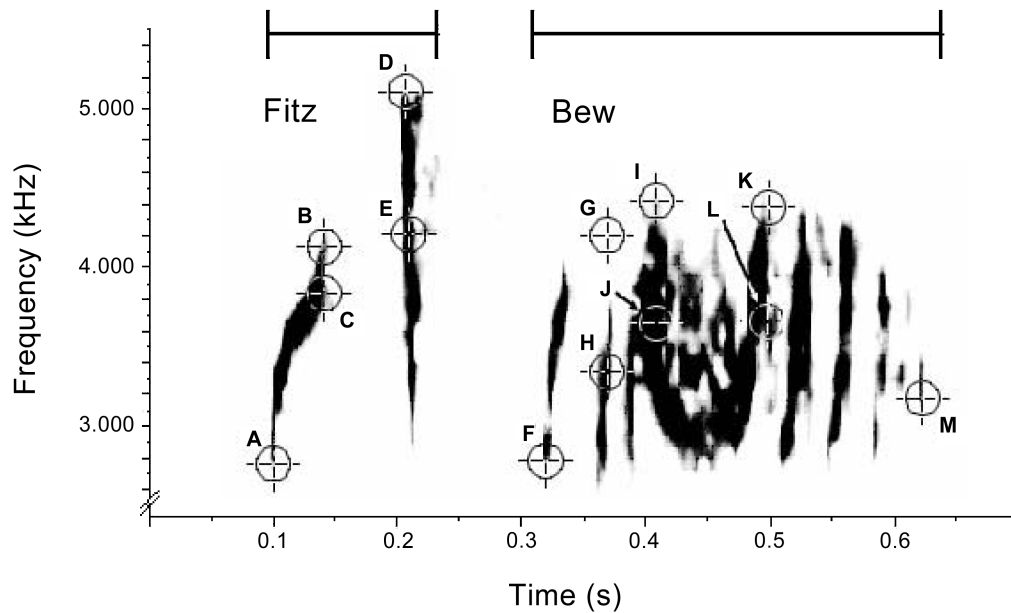 D
5.000
Fitz
Bew
I
K
G
L
B
E
4.000
J
C
H
3.000
A
F
M
Frequency (kHz)
0.1
0.2
0.3
0.4
0.5
0.6
Time (s)